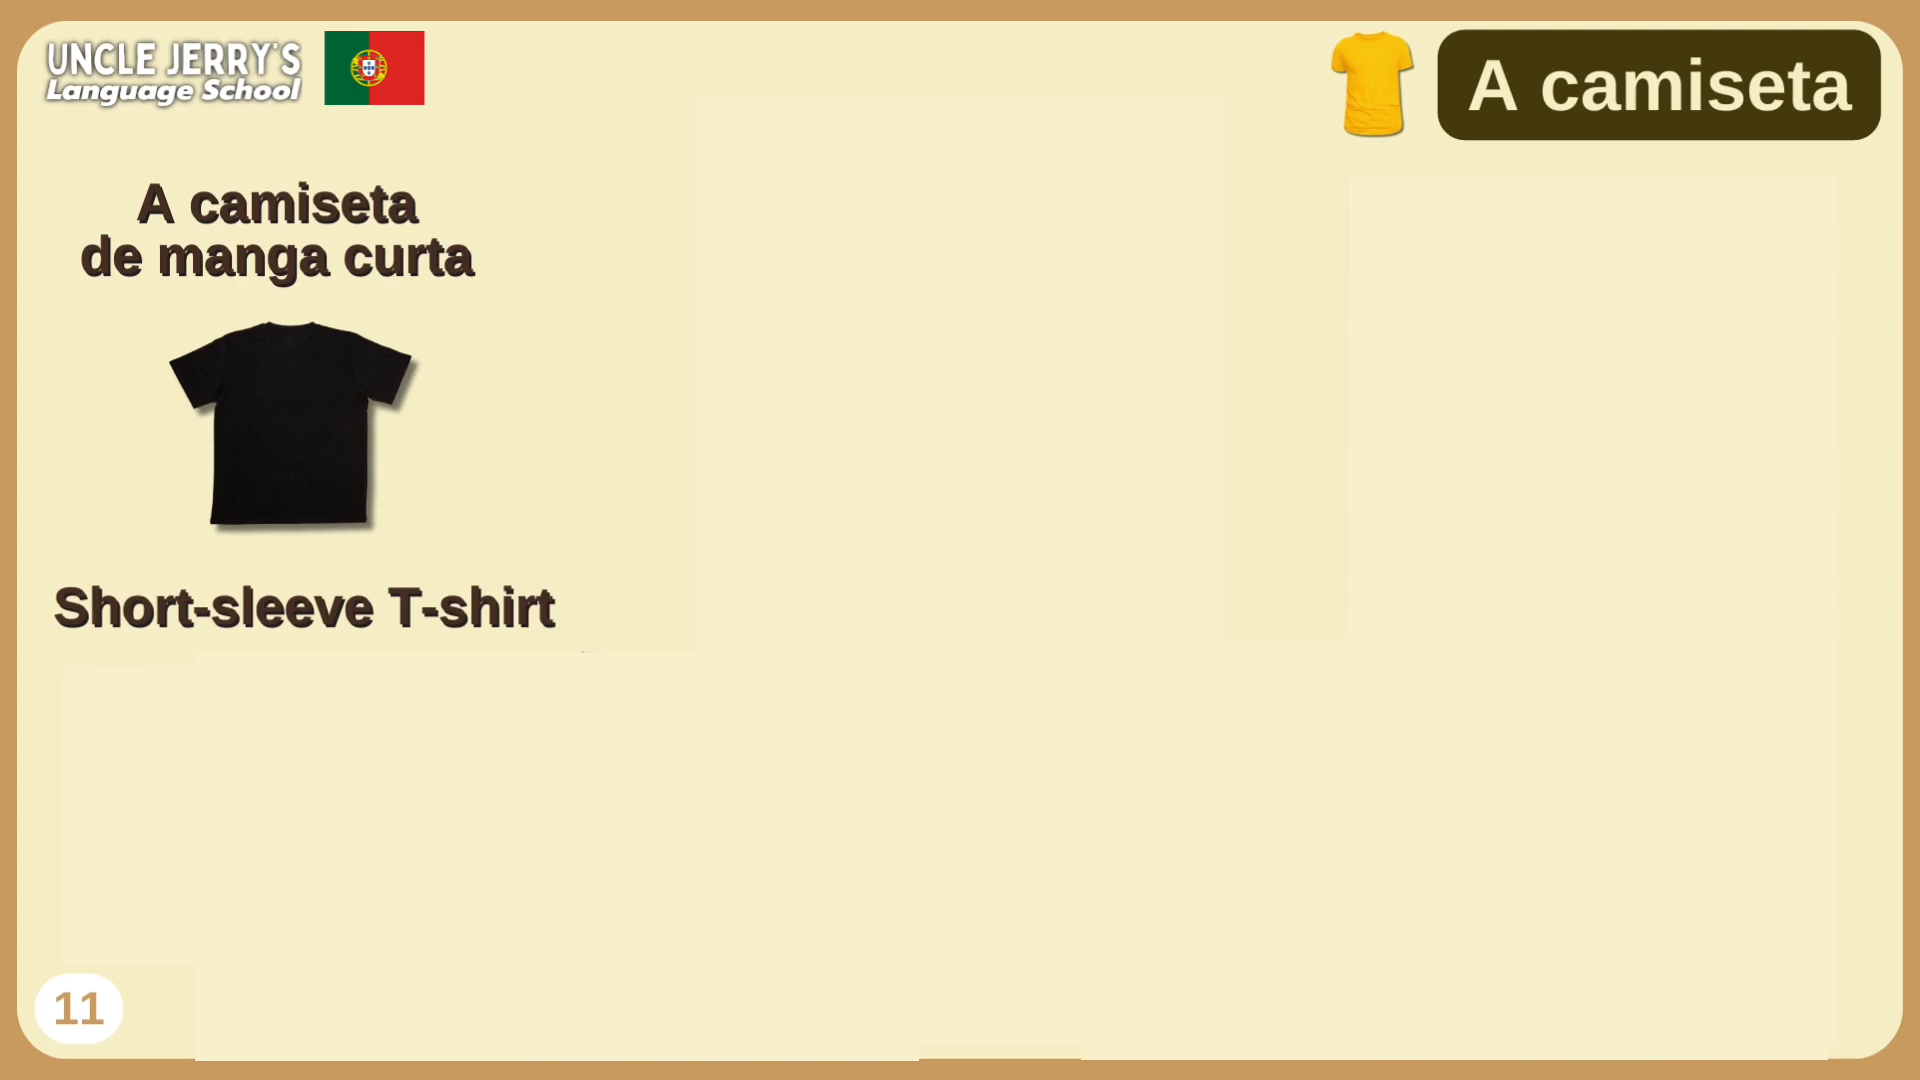 UNCLE JERRY'S
Language School
A camiseta
A camiseta
de manga curta
Short-sleeve T-shirt
11